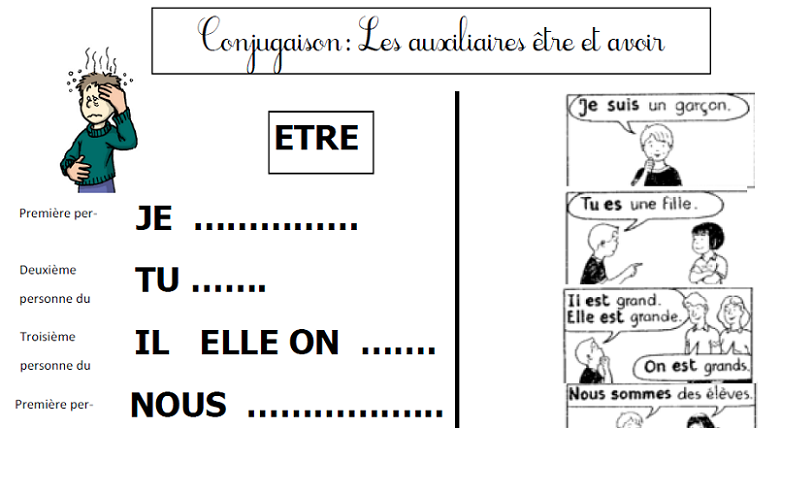 Conjugaison : Les auxiliaires être et avoir
ETRE
Première per-
JE ……………
Deuxième
personne du
TU …….
Troisième
personne du
IL ELLE ON …….
Première per-
NOUS ………………..
Je suis un garçon.
Tu es une fille.
Il est grand.
Elle est grande.
On est grands.
Nous sommes des élèves.